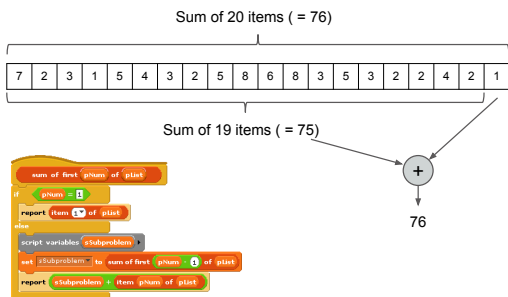 Sum of 20 items ( = 76)
7 2 3 1 5 4 3 2 5 8 6 8 3 5 3 2 2 4 2 1
Sum of 19 items ( = 75)
+
76
sum of first pNum of pList
if pNum = 1
report item 1 of pList
else
script variables sSubproblem
set sSubproblem to sum of first pNum - 1 of pList
report sSubproblem + item pNum of pList